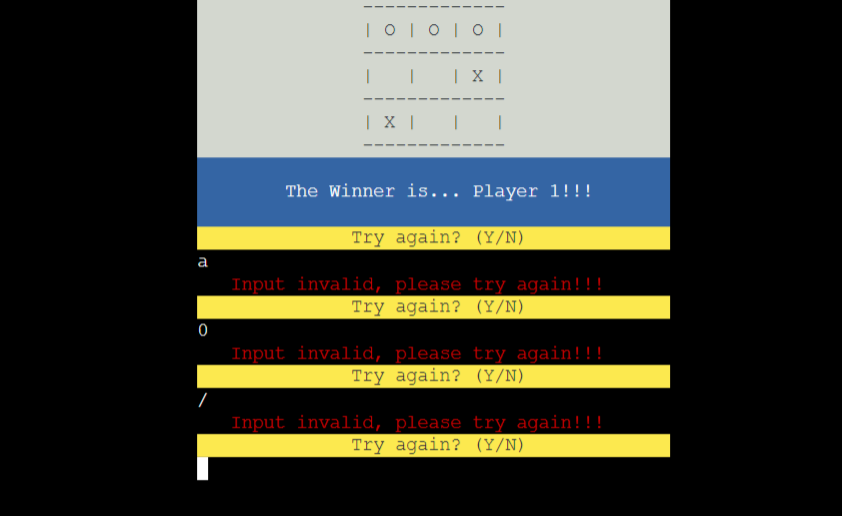 -------------
| O | O | O |
-------------
|   |   | X |
-------------
| X |   |   |
-------------
The Winner is... Player 1!!!
Try again? (Y/N)
a
Input invalid, please try again!!!
Try again? (Y/N)
0
Input invalid, please try again!!!
Try again? (Y/N)
/
Input invalid, please try again!!!
Try again? (Y/N)